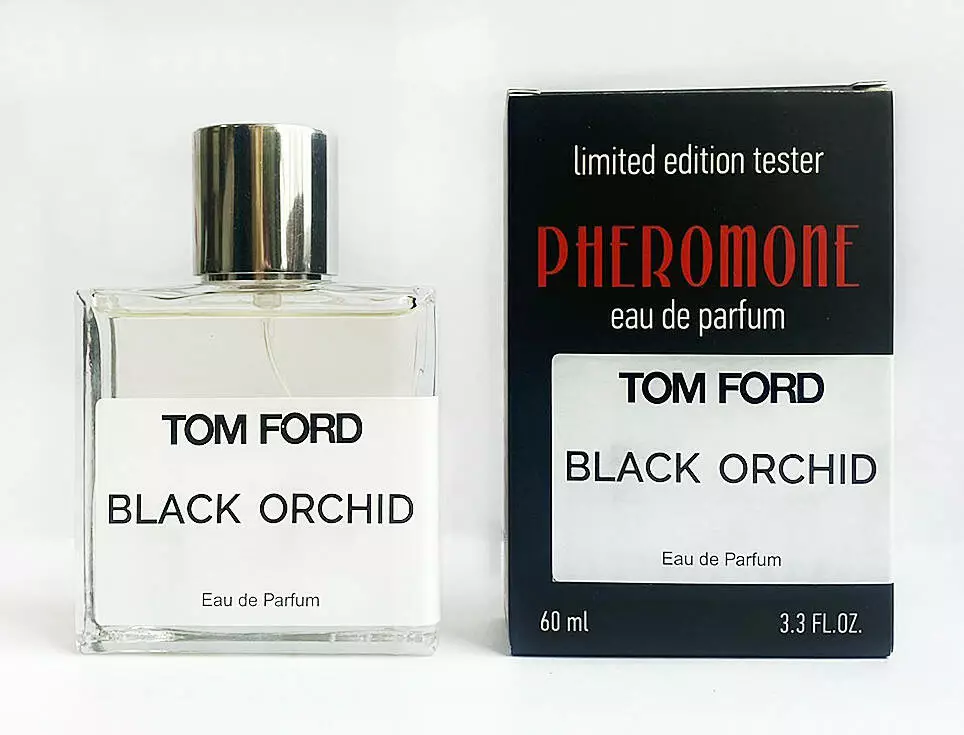 TOM FORD
BLACK ORCHID
Eau de Parfum
limited edition tester
PHEROMONE
eau de parfum
TOM FORD
BLACK ORCHID
Eau de Parfum
60 ml 3.3 FL.OZ.